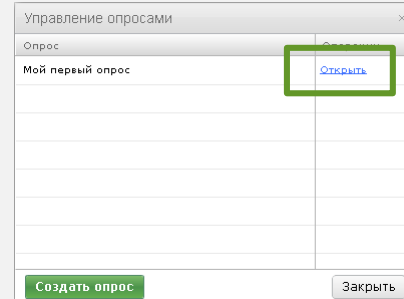 Управление опросами
Опрос
Мой первый опрос Открыть
Создать опрос Закрыть